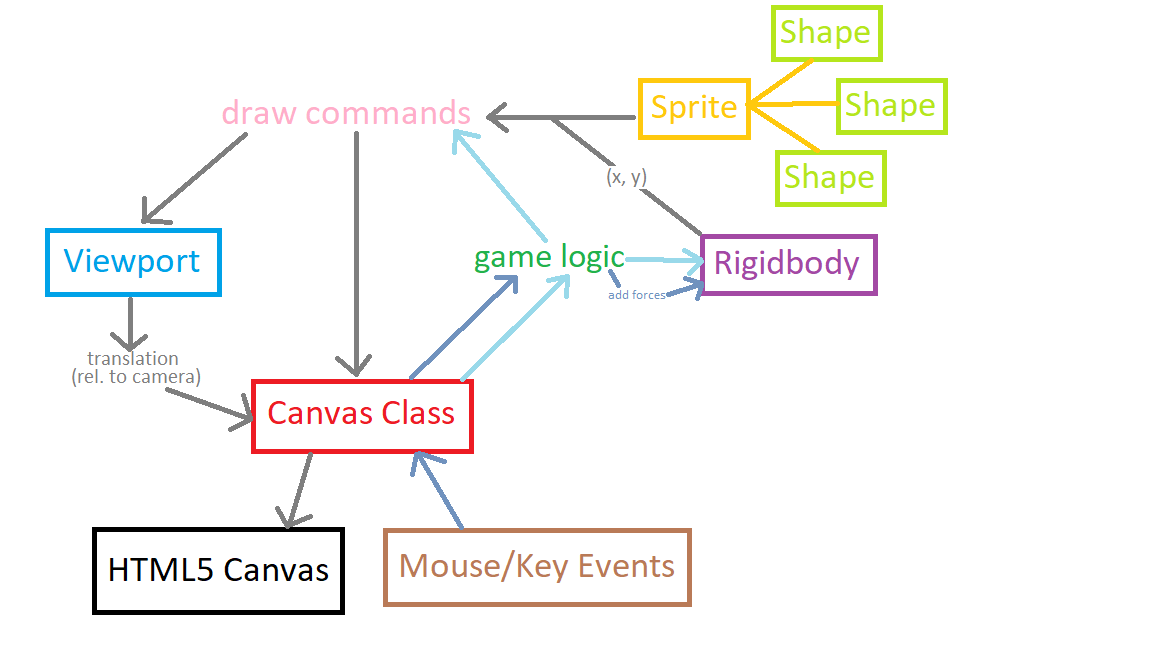 Shape
draw commands
Sprite
Shape
Shape
(x, y)
Viewport
game logic
Rigidbody
add forces
translation
(rel. to camera)
Canvas Class
HTML5 Canvas
Mouse/Key Events